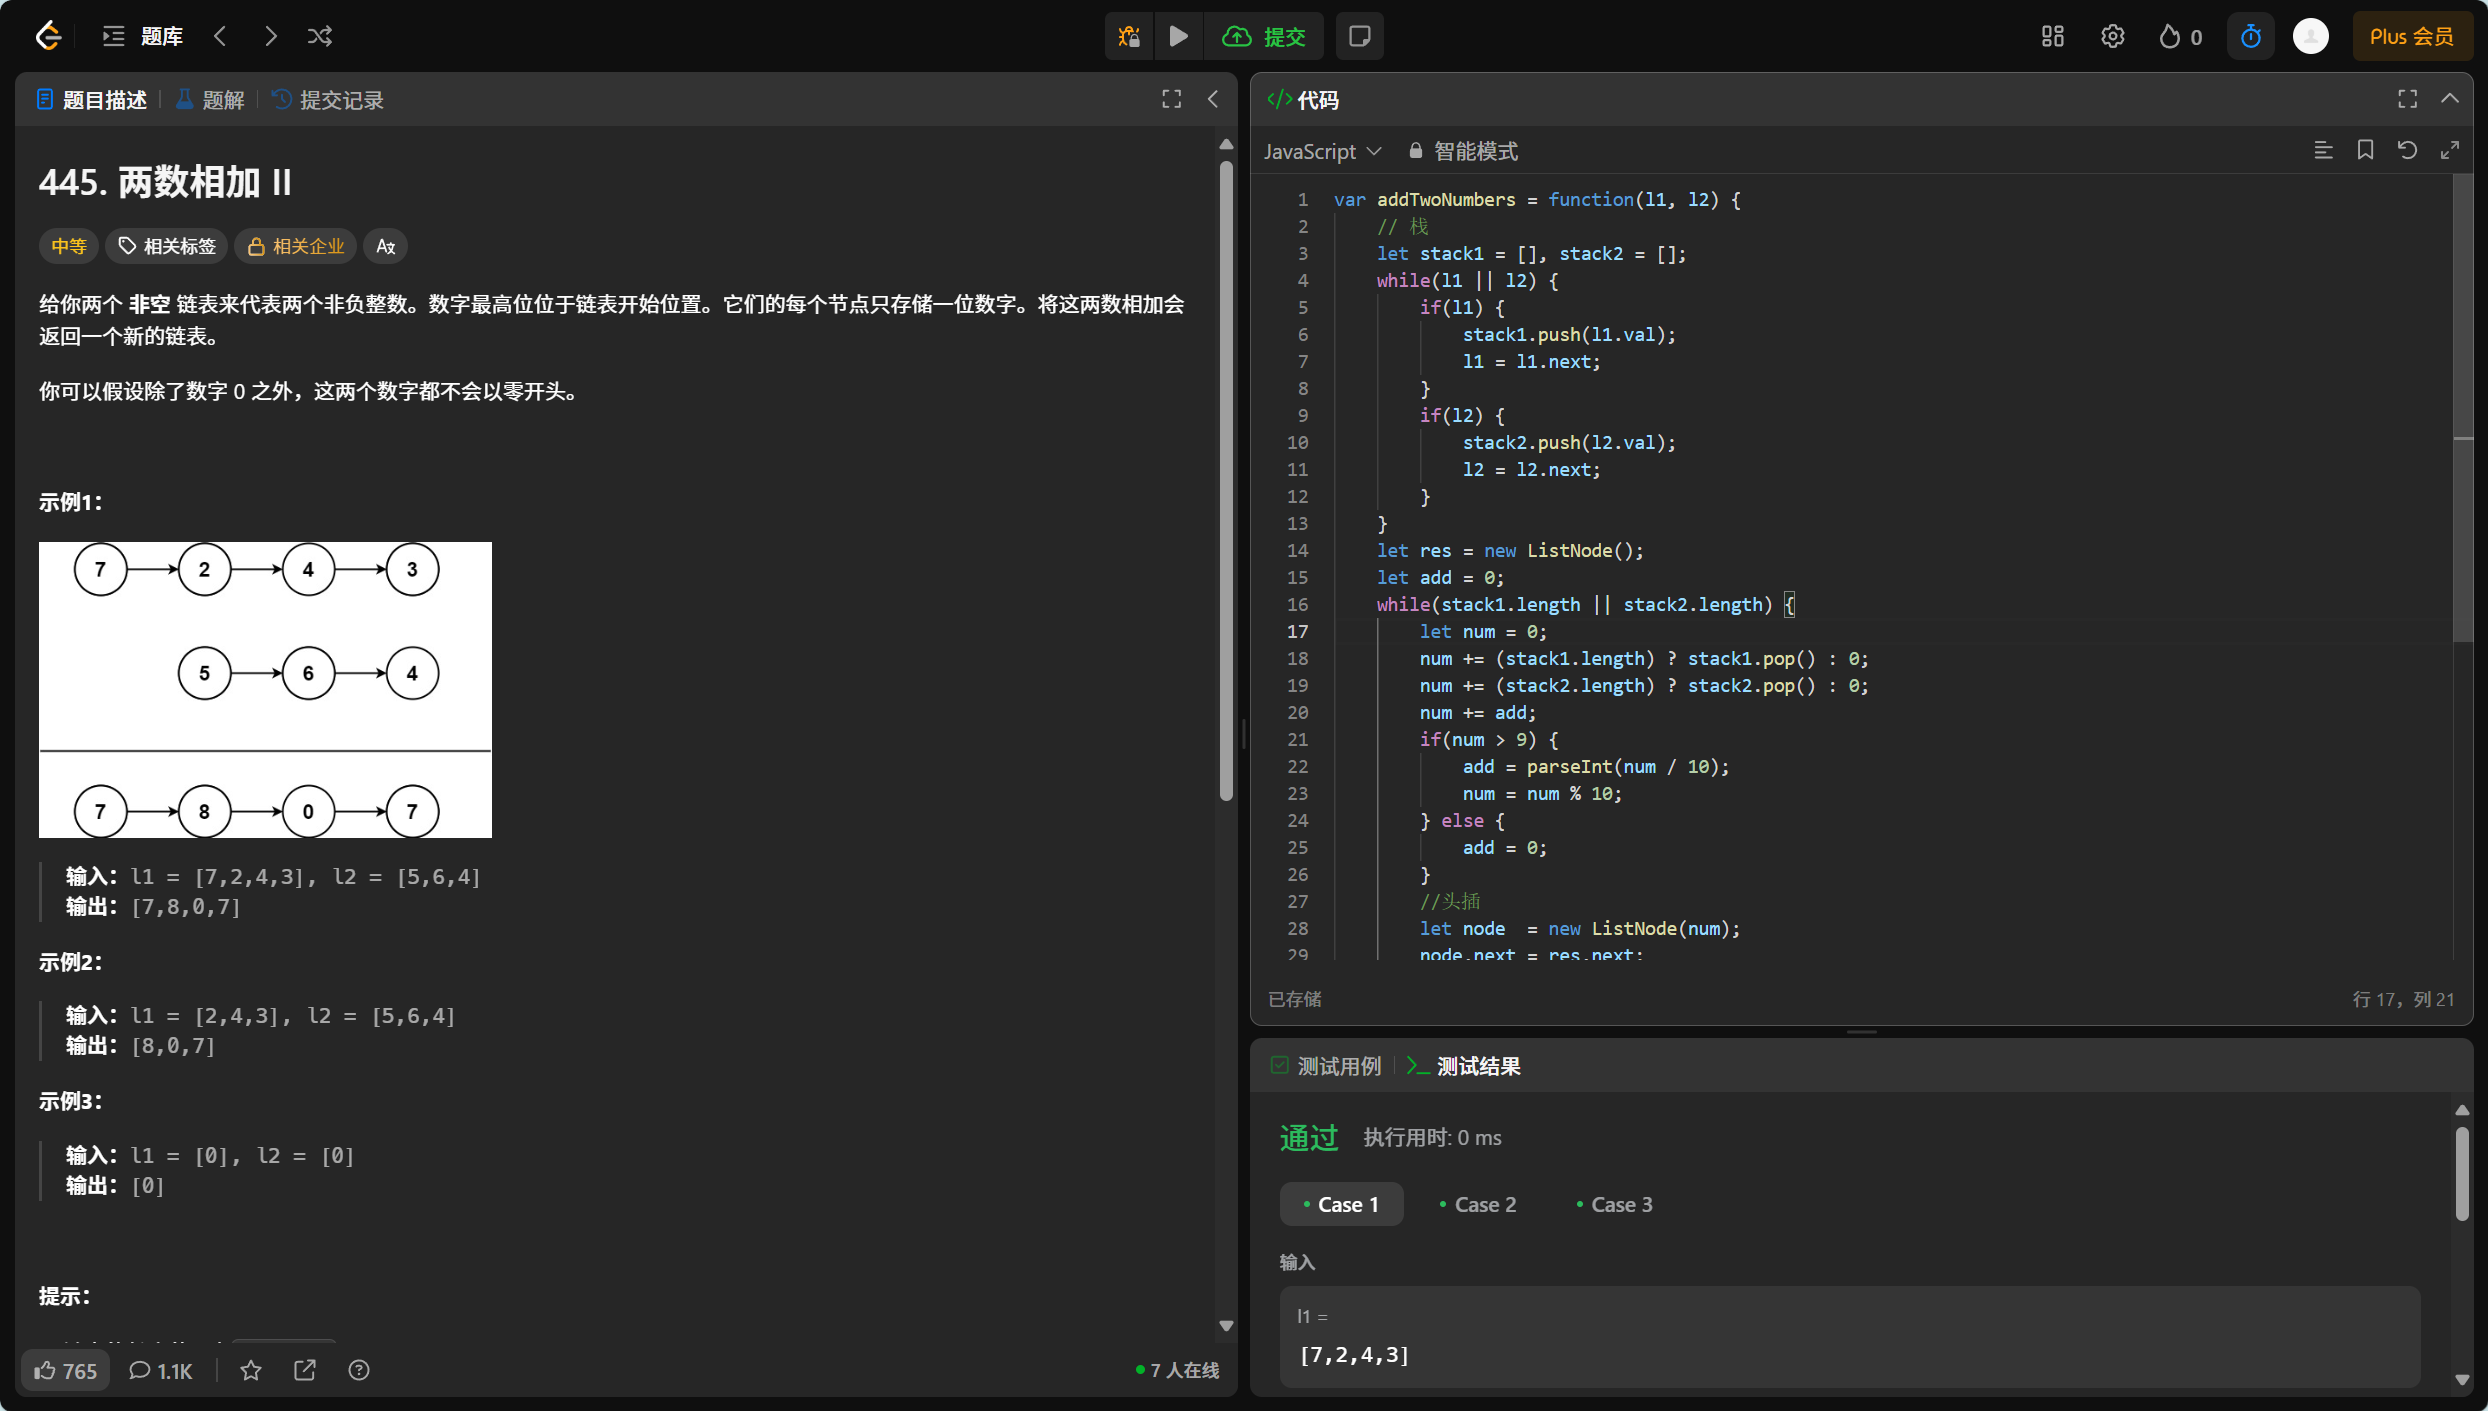 题库
提交
0
Plus 会员
题目描述
题解
提交记录
445. 两数相加 II
中等
相关标签
相关企业
给你两个 非空 链表来代表两个非负整数。数字最高位位于链表开始位置。它们的每个节点只存储一位数字。将这两数相加会
返回一个新的链表。
你可以假设除了数字 0 之外，这两个数字都不会以零开头。
示例1：
7 2 4 3
5 6 4
7 8 0 7
输入：l1 = [7,2,4,3], l2 = [5,6,4]
输出：[7,8,0,7]
示例2：
输入：l1 = [2,4,3], l2 = [5,6,4]
输出：[8,0,7]
示例3：
输入：l1 = [0], l2 = [0]
输出：[0]
提示：
765
1.1K
7 人在线
</> 代码
JavaScript
智能模式
1 var addTwoNumbers = function(l1, l2) {
2 // 栈
3 let stack1 = [], stack2 = [];
4 while(l1 || l2) {
5 if(l1) {
6 stack1.push(l1.val);
7 l1 = l1.next;
8 }
9 if(l2) {
10 stack2.push(l2.val);
11 l2 = l2.next;
12 }
13 }
14 let res = new ListNode();
15 let add = 0;
16 while(stack1.length || stack2.length) {
17 let num = 0;
18 num += (stack1.length) ? stack1.pop() : 0;
19 num += (stack2.length) ? stack2.pop() : 0;
20 num += add;
21 if(num > 9) {
22 add = parseInt(num / 10);
23 num = num % 10;
24 } else {
25 add = 0;
26 }
27 //头插
28 let node  = new ListNode(num);
29 node.next = res.next;
已存储
行 17，列 21
测试用例
测试结果
通过
执行用时: 0 ms
Case 1
Case 2
Case 3
输入
l1 =
[7,2,4,3]